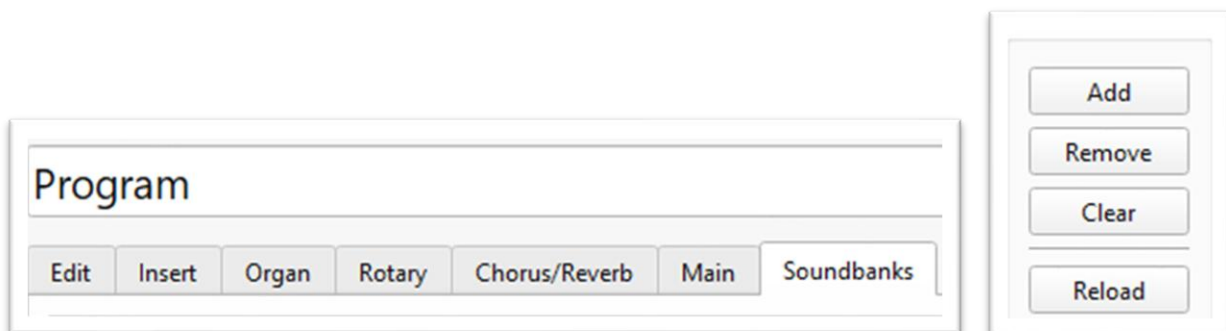 Program
Edit Insert Organ Rotary Chorus/Reverb Main Soundbanks
Add
Remove
Clear
Reload